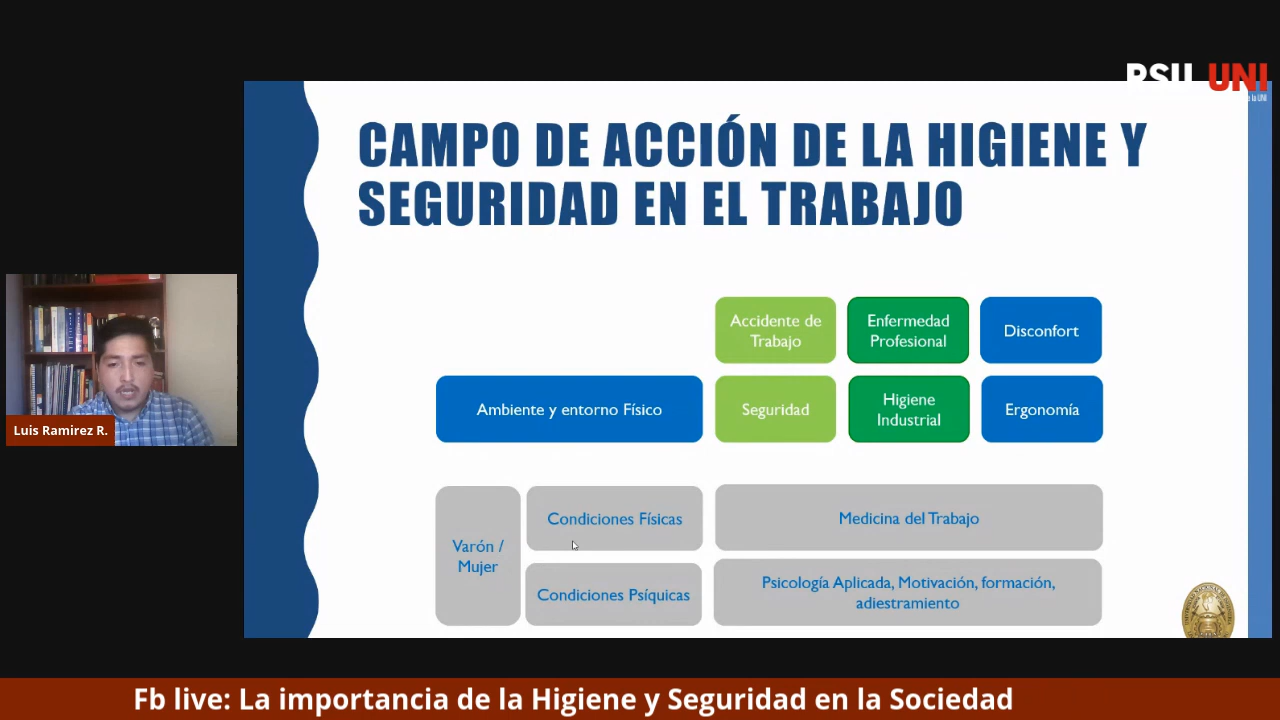 PSU UNI
e la UNI
CAMPO DE ACCIÓN DE LA HIGIENE Y
SEGURIDAD EN EL TRABAJO
Accidente de
Trabajo
Enfermedad
Profesional
Disconfort
Ambiente y entorno Físico
Seguridad
Higiene
Industrial
Ergonomía
Varón /
Mujer
Condiciones Físicas
Medicina del Trabajo
Condiciones Psíquicas
Psicología Aplicada, Motivación, formación,
adiestramiento
Luis Ramirez R.
Fb live: La importancia de la Higiene y Seguridad en la Sociedad